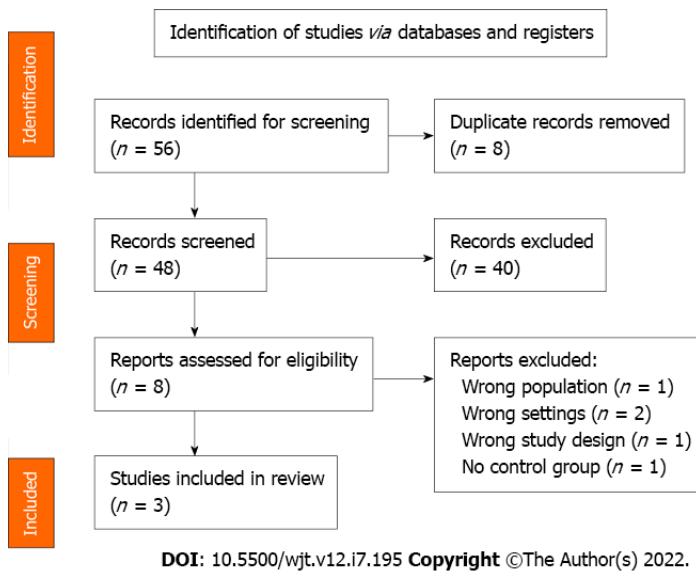 Identification of studies via databases and registers
Identification
Records identified for screening
(n = 56)
Duplicate records removed
(n = 8)
Screening
Records screened
(n = 48)
Records excluded
(n = 40)
Reports assessed for eligibility
(n = 8)
Reports excluded:
Wrong population (n = 1)
Wrong settings (n = 2)
Wrong study design (n = 1)
No control group (n = 1)
Included
Studies included in review
(n = 3)
DOI: 10.5500/wjt.v12.i7.195 Copyright ©The Author(s) 2022.